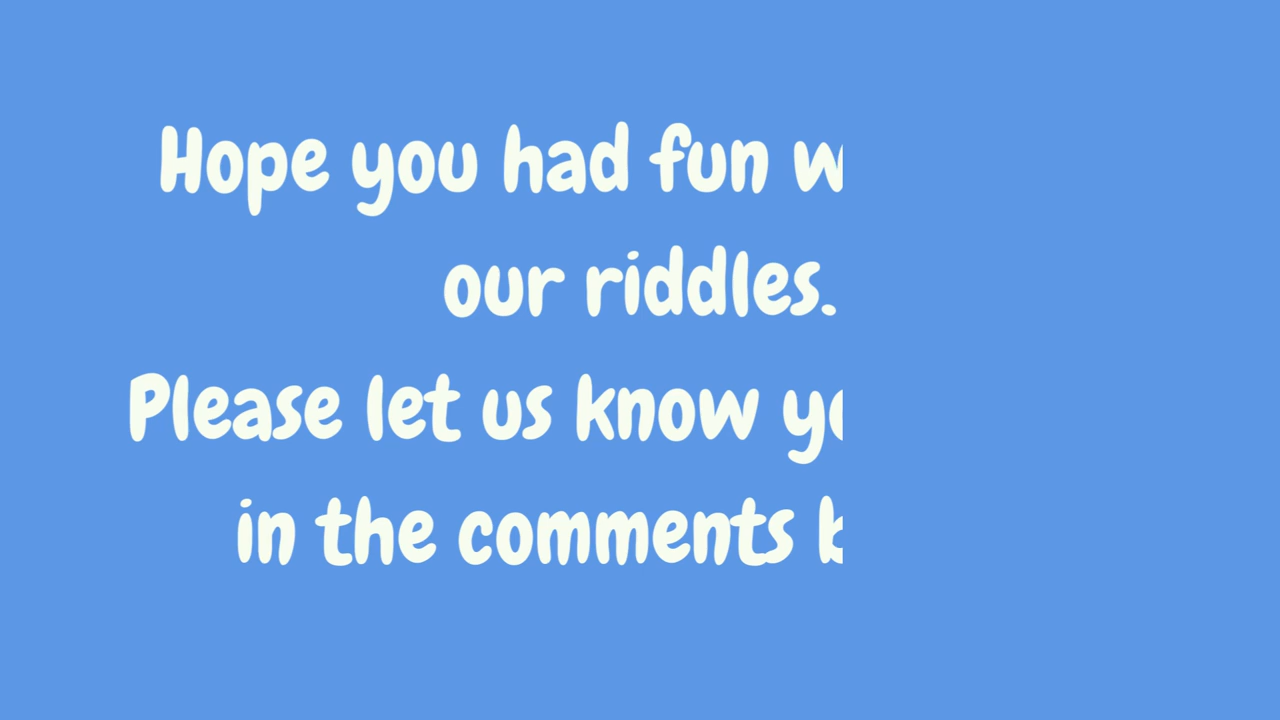 Hope you had fun
our riddles.
Please let us know
in the comments